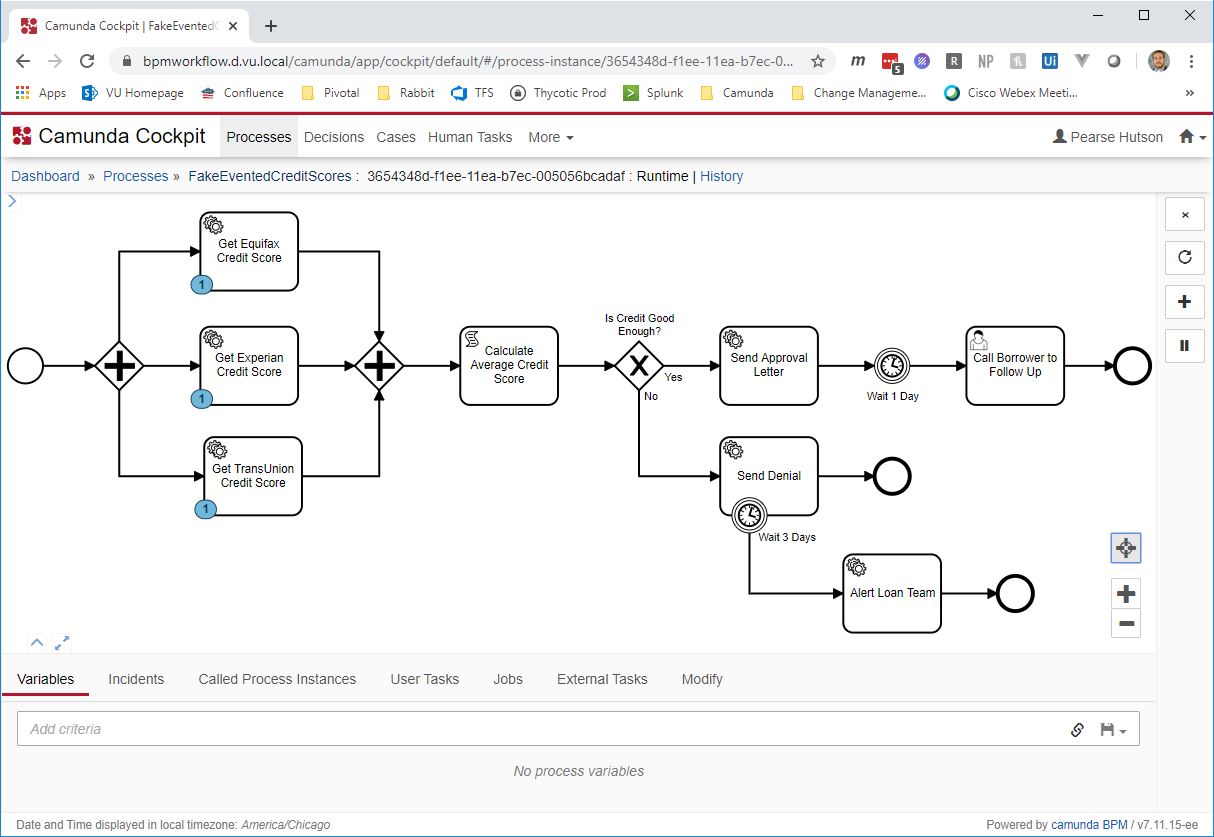 Camunda Cockpit | FakeEventedC
bpmworkflow.d.vu.local/camunda/app/cockpit/default/#/process-instance/3654348d-f1ee-11ea-b7ec-0...
m 5 R NP h Ui
Apps VU Homepage Confluence Pivotal Rabbit TFS Thycotic Prod Splunk Camunda Change Manageme... Cisco Webex Meeti... »
Camunda Cockpit Processes Decisions Cases Human Tasks More Pearse Hutson
Dashboard » Processes » FakeEventedCreditScores : 3654348d-f1ee-11ea-b7ec-005056bcadaf : Runtime | History
Get Equifax
Credit Score
1
Get Experian
Credit Score
1
Get TransUnion
Credit Score
1
Calculate
Average Credit
Score
Is Credit Good
Enough?
Yes
No
Send Approval
Letter
Wait 1 Day
Call Borrower to
Follow Up
Send Denial
Wait 3 Days
Alert Loan Team
Variables Incidents Called Process Instances User Tasks Jobs External Tasks Modify
Add criteria
No process variables
Date and Time displayed in local timezone: America/Chicago
Powered by camunda BPM / v7.11.15-ee